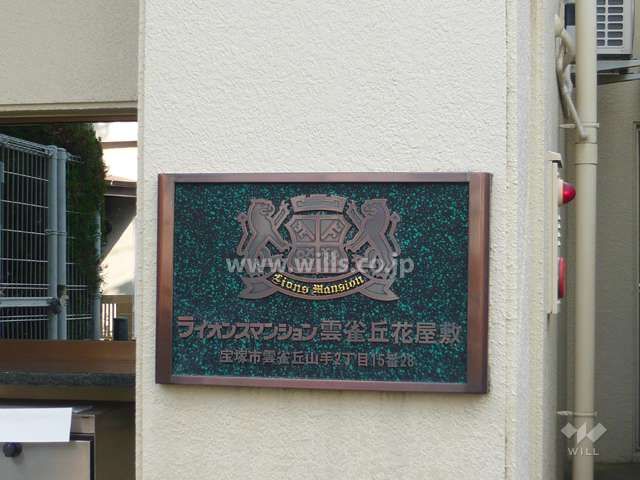 www.wills.co.jp
Lions Mansion
ライオンズマンション雲雀丘花屋敷
宝塚市雲雀丘山手2丁目15番28
WILL